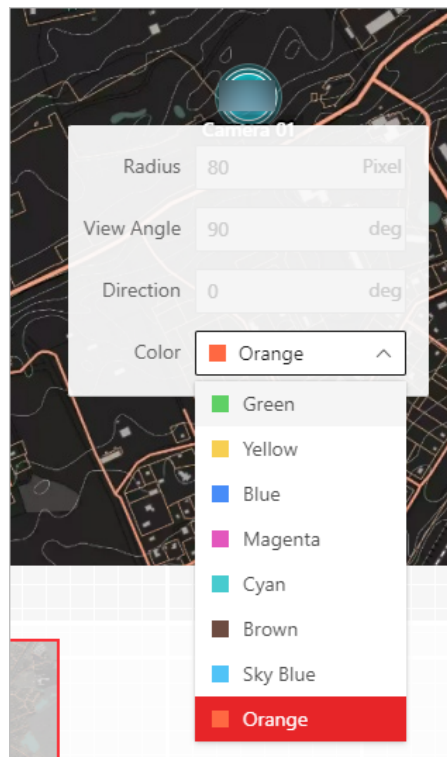 Camera 01
Radius 80 Pixel
View Angle 90 deg
Direction 0 deg
Color Orange
Green
Yellow
Blue
Magenta
Cyan
Brown
Sky Blue
Orange